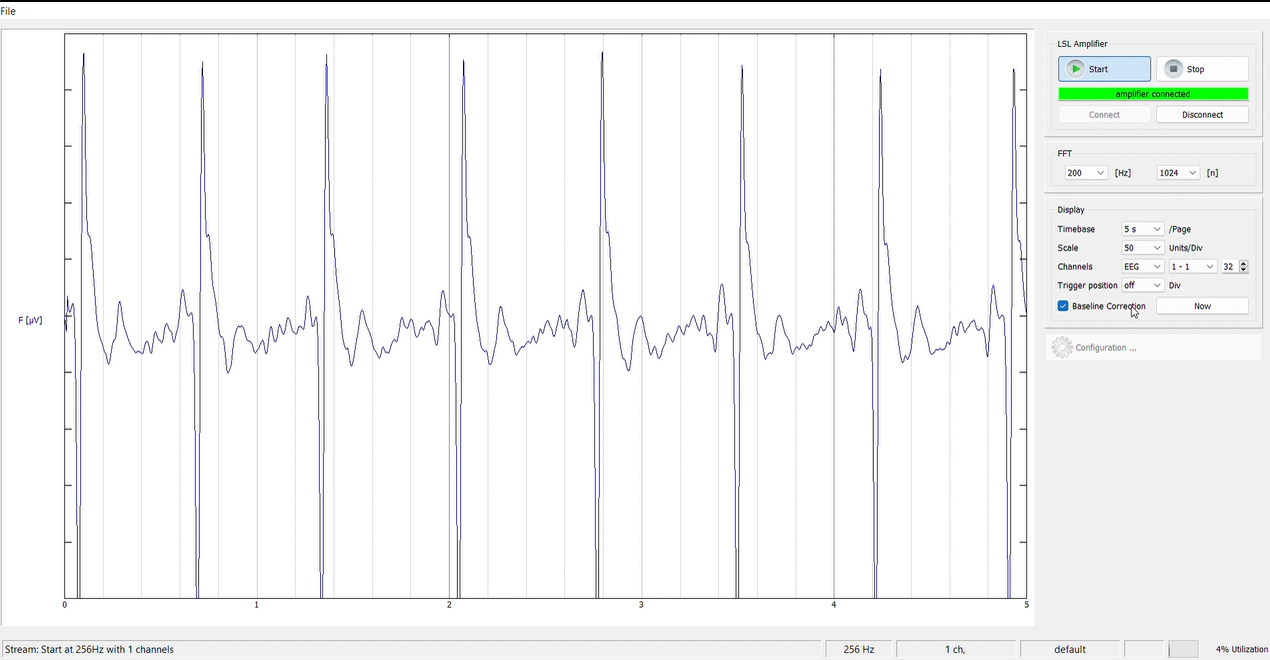 File
LSL Amplifier
Start
Stop
amplifier connected
Connect
Disconnect
FFT
200 [Hz] 1024 [n]
Display
Timebase 5 s /Page
Scale 50 Units/Div
Channels EEG 1 - 1 32
Trigger position off Div
Baseline Correction Now
Configuration ...
F [µV]
0 1 2 3 4 5
Stream: Start at 256Hz with 1 channels 256 Hz 1 ch, default 4% Utilization